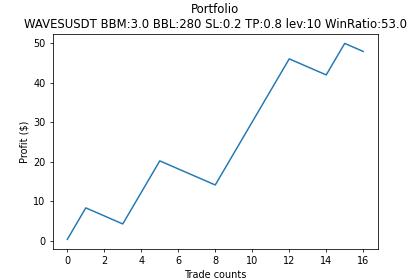 Portfolio
WAVESUSDT BBM:3.0 BBL:280 SL:0.2 TP:0.8 lev:10 WinRatio:53.0
50
40
30
20
10
0
Profit ($)
0 2 4 6 8 10 12 14 16
Trade counts